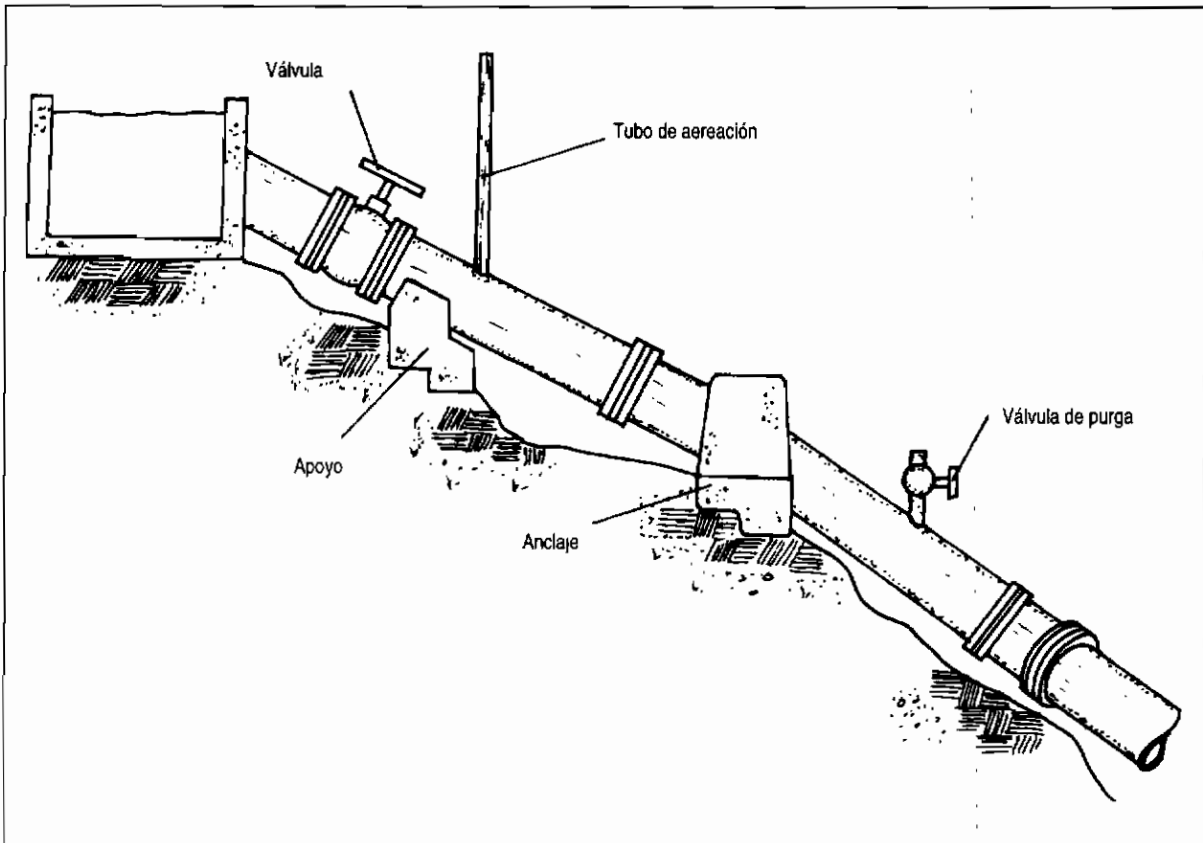 Válvula
Tubo de aereación
Válvula de purga
Apoyo
Anclaje